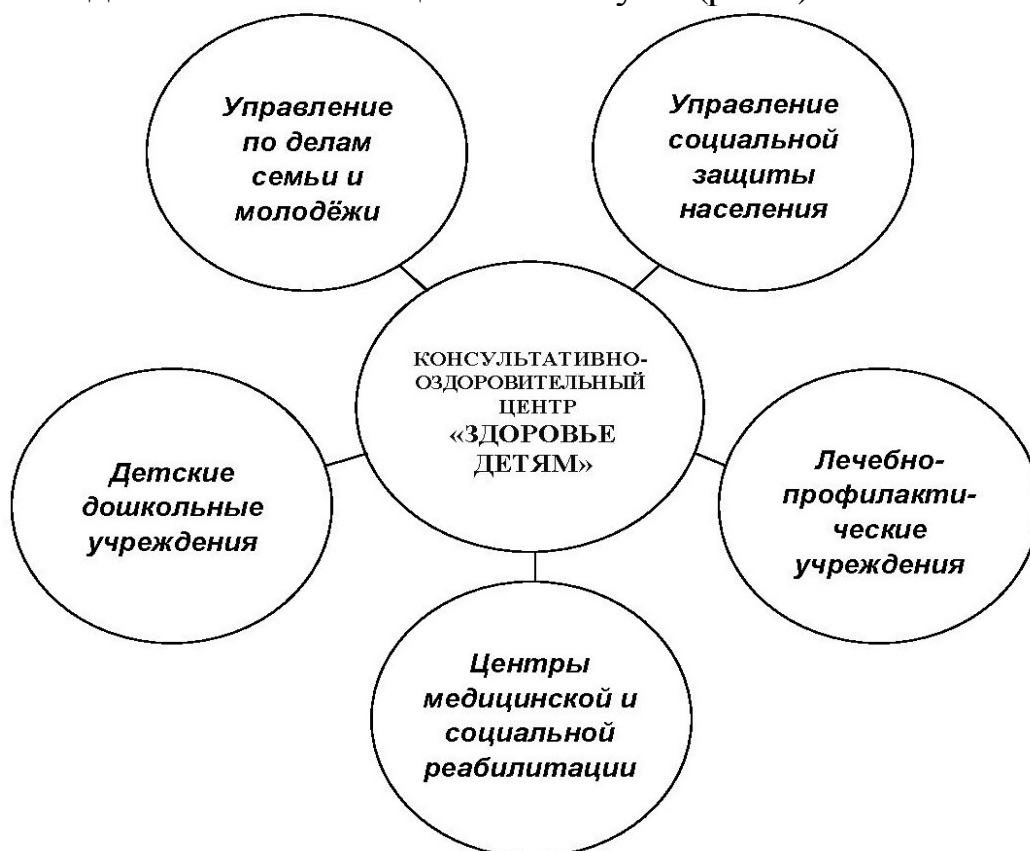 Управление
по делам
семьи и
молодёжи
Управление
социальной
защиты
населения
КОНСУЛЬТАТИВНО-
ОЗДОРОВИТЕЛЬНЫЙ
ЦЕНТР
«ЗДОРОВЬЕ
ДЕТЯМ»
Детские
дошкольные
учреждения
Лечебно-
профилакти-
ческие
учреждения
Центры
медицинской и
социальной
реабилитации